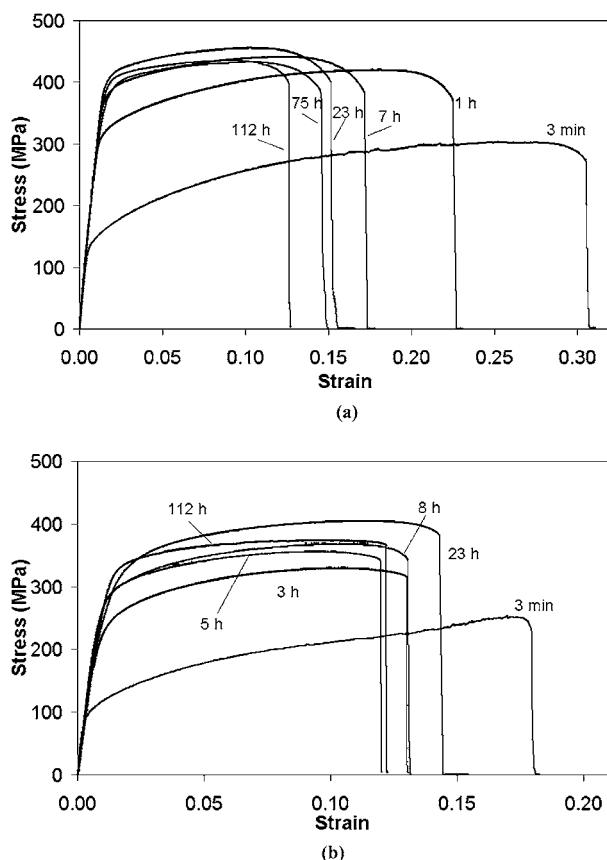 500
400
300
200
100
0
Stress (MPa)
112 h
75 h
23 h
7 h
1 h
3 min
0.00 0.05 0.10 0.15 0.20 0.25 0.30
Strain
(a)
500
400
300
200
100
0
Stress (MPa)
112 h
8 h
23 h
5 h
3 h
3 min
0.00 0.05 0.10 0.15 0.20
Strain
(b)